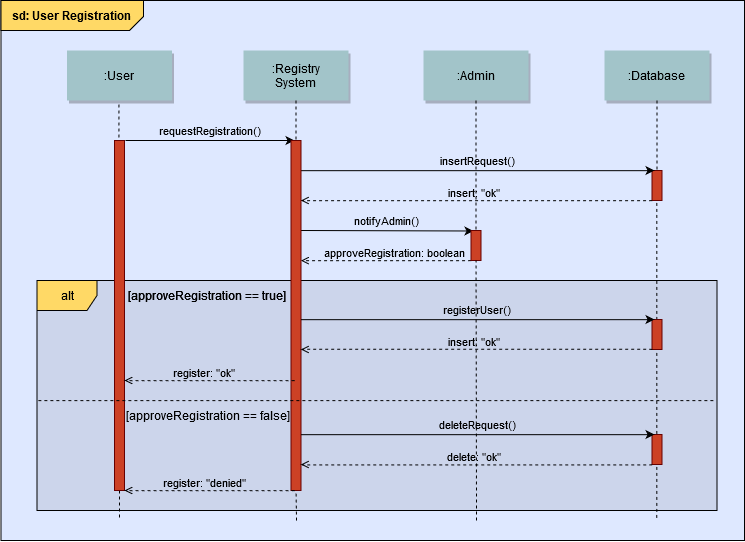 sd: User Registration
:User
:Registry
System
:Admin
:Database
requestRegistration()
insertRequest()
insert: "ok"
notifyAdmin()
approveRegistration: boolean
alt
[approveRegistration == true]
registerUser()
insert: "ok"
register: "ok"
[approveRegistration == false]
deleteRequest()
delete: "ok"
register: "denied"